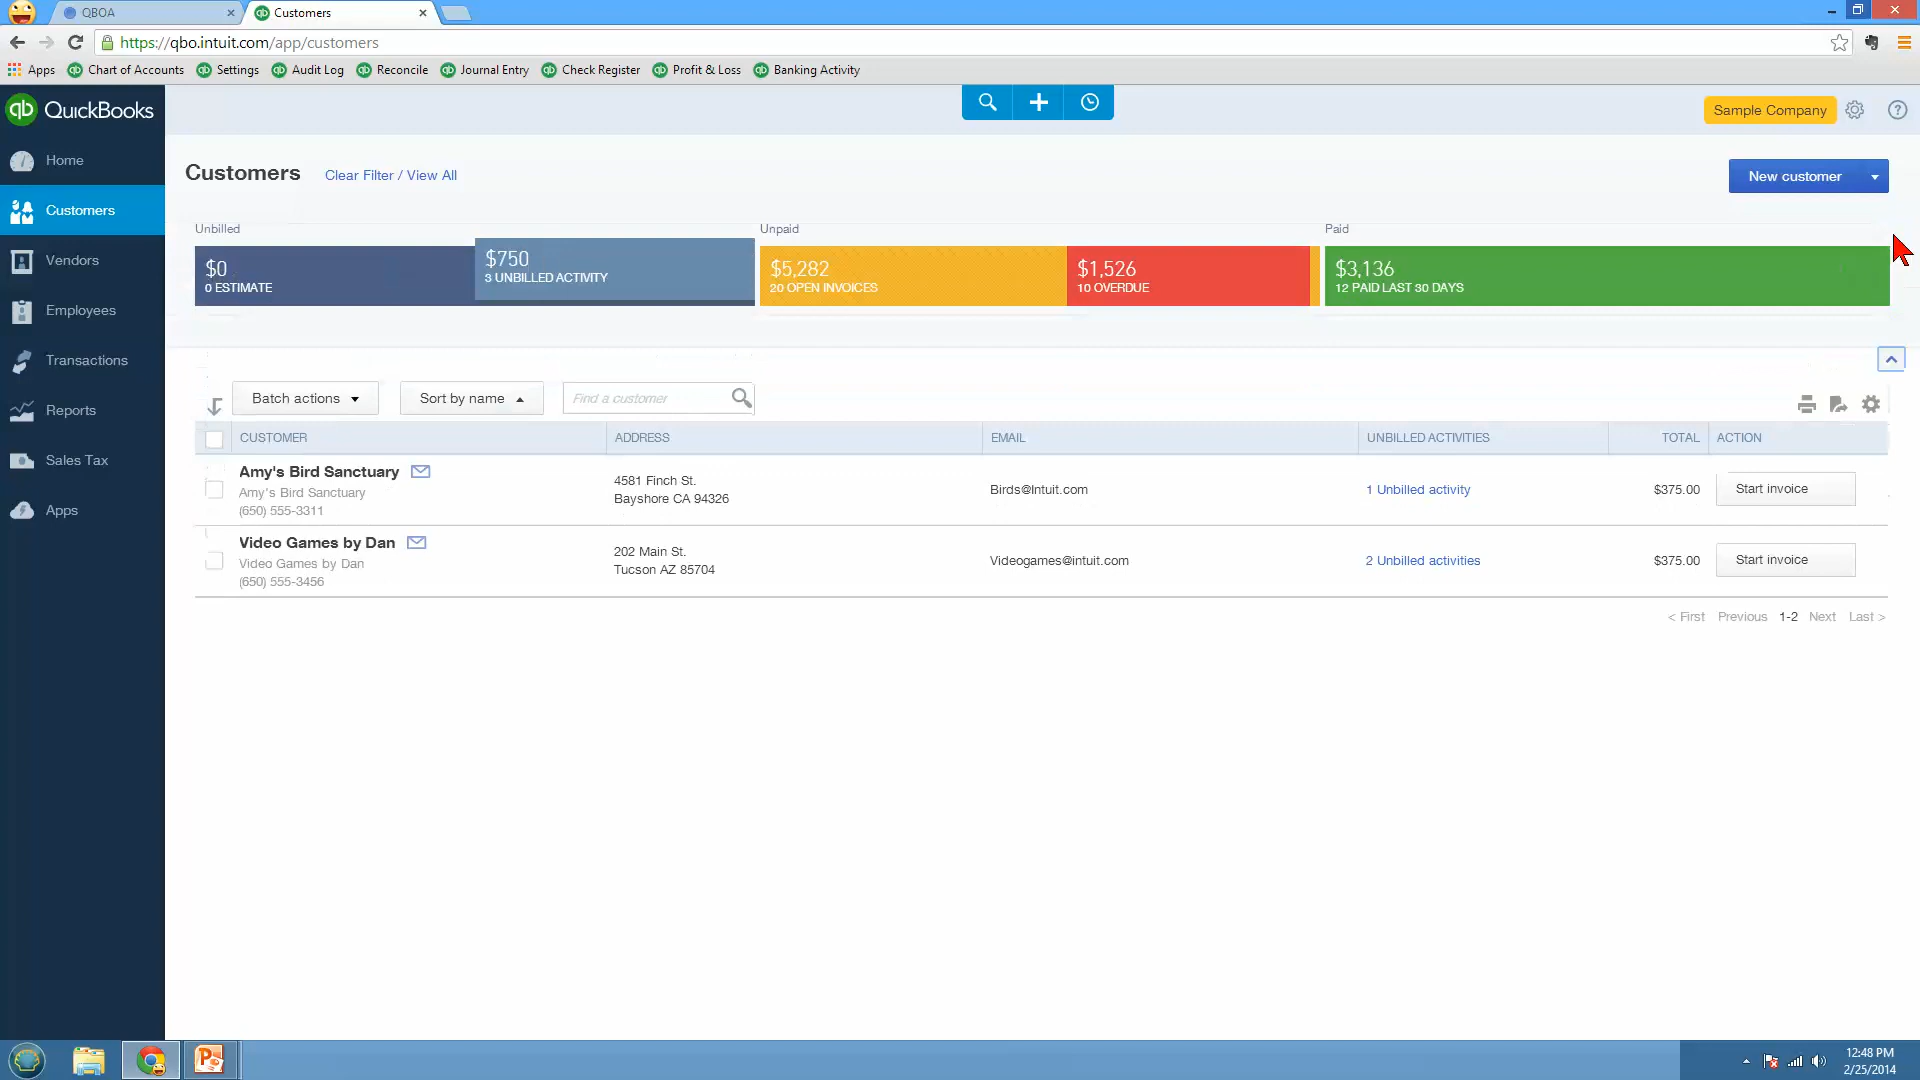 QBOA
Customers
https://qbo.intuit.com/app/customers
Apps Chart of Accounts Settings Audit Log Reconcile Journal Entry Check Register Profit & Loss Banking Activity
qb QuickBooks
Sample Company
Home
Customers
Vendors
Employees
Transactions
Reports
Sales Tax
Apps
Customers Clear Filter / View All
New customer
Unbilled Unpaid Paid
$0
0 ESTIMATE
$750
3 UNBILLED ACTIVITY
$5,282
20 OPEN INVOICES
$1,526
10 OVERDUE
$3,136
12 PAID LAST 30 DAYS
Batch actions Sort by name Find a customer
CUSTOMER ADDRESS EMAIL UNBILLED ACTIVITIES TOTAL ACTION
Amy's Bird Sanctuary
Amy's Bird Sanctuary
(650) 555-3311
4581 Finch St.
Bayshore CA 94326
Birds@Intuit.com
1 Unbilled activity
$375.00
Start invoice
Video Games by Dan
Video Games by Dan
(650) 555-3456
202 Main St.
Tucson AZ 85704
Videogames@intuit.com
2 Unbilled activities
$375.00
Start invoice
< First Previous 1-2 Next Last >
12:48 PM
2/25/2014